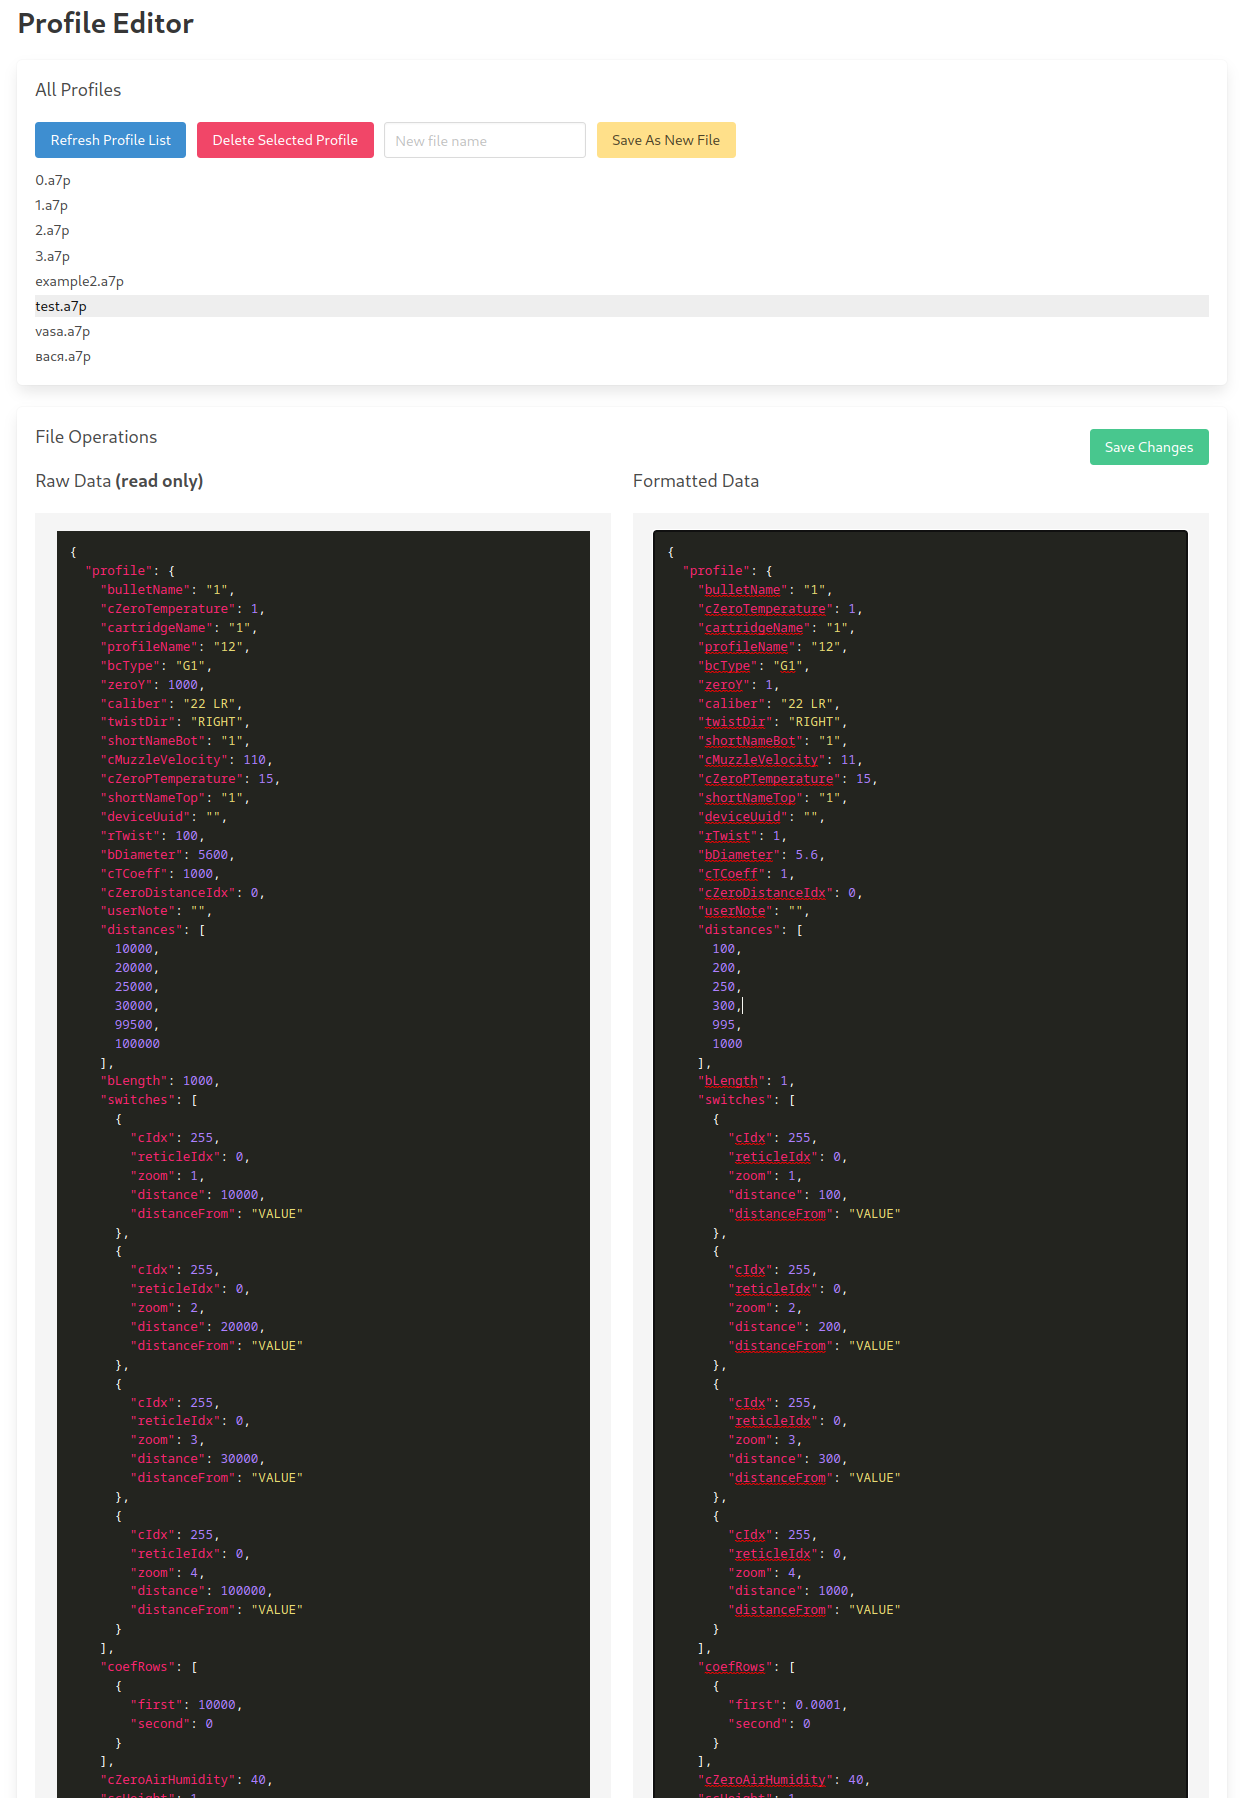 Profile Editor
All Profiles
Refresh Profile List
Delete Selected Profile
New file name
Save As New File
0.a7p
1.a7p
2.a7p
3.a7p
example2.a7p
test.a7p
vasa.a7p
вася.a7p
File Operations
Save Changes
Raw Data (read only)
{
"profile": {
"bulletName": "1",
"cZeroTemperature": 1,
"cartridgeName": "1",
"profileName": "12",
"bcType": "G1",
"zeroY": 1000,
"caliber": "22 LR",
"twistDir": "RIGHT",
"shortNameBot": "1",
"cMuzzleVelocity": 110,
"cZeroPTemperature": 15,
"shortNameTop": "1",
"deviceUuid": "",
"rTwist": 100,
"bDiameter": 5600,
"cTCoeff": 1000,
"cZeroDistanceIdx": 0,
"userNote": "",
"distances": [
10000,
20000,
25000,
30000,
99500,
100000
],
"bLength": 1000,
"switches": [
{
"cIdx": 255,
"reticleIdx": 0,
"zoom": 1,
"distance": 10000,
"distanceFrom": "VALUE"
},
{
"cIdx": 255,
"reticleIdx": 0,
"zoom": 2,
"distance": 20000,
"distanceFrom": "VALUE"
},
{
"cIdx": 255,
"reticleIdx": 0,
"zoom": 3,
"distance": 30000,
"distanceFrom": "VALUE"
},
{
"cIdx": 255,
"reticleIdx": 0,
"zoom": 4,
"distance": 100000,
"distanceFrom": "VALUE"
}
],
"coefRows": [
{
"first": 10000,
"second": 0
}
],
"cZeroAirHumidity": 40,
Formatted Data
{
"profile": {
"bulletName": "1",
"cZeroTemperature": 1,
"cartridgeName": "1",
"profileName": "12",
"bcType": "G1",
"zeroY": 1,
"caliber": "22 LR",
"twistDir": "RIGHT",
"shortNameBot": "1",
"cMuzzleVelocity": 11,
"cZeroPTemperature": 15,
"shortNameTop": "1",
"deviceUuid": "",
"rTwist": 1,
"bDiameter": 5.6,
"cTCoeff": 1,
"cZeroDistanceIdx": 0,
"userNote": "",
"distances": [
100,
200,
250,
300,
995,
1000
],
"bLength": 1,
"switches": [
{
"cIdx": 255,
"reticleIdx": 0,
"zoom": 1,
"distance": 100,
"distanceFrom": "VALUE"
},
{
"cIdx": 255,
"reticleIdx": 0,
"zoom": 2,
"distance": 200,
"distanceFrom": "VALUE"
},
{
"cIdx": 255,
"reticleIdx": 0,
"zoom": 3,
"distance": 300,
"distanceFrom": "VALUE"
},
{
"cIdx": 255,
"reticleIdx": 0,
"zoom": 4,
"distance": 1000,
"distanceFrom": "VALUE"
}
],
"coefRows": [
{
"first": 0.0001,
"second": 0
}
],
"cZeroAirHumidity": 40,